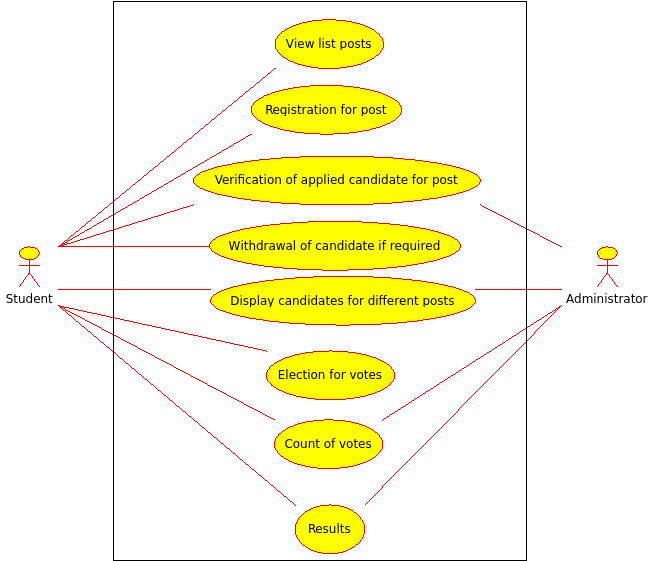 View list posts
Registration for post
Verification of applied candidate for post
Withdrawal of candidate if required
Student
Administrator
Display candidates for different posts
Election for votes
Count of votes
Results